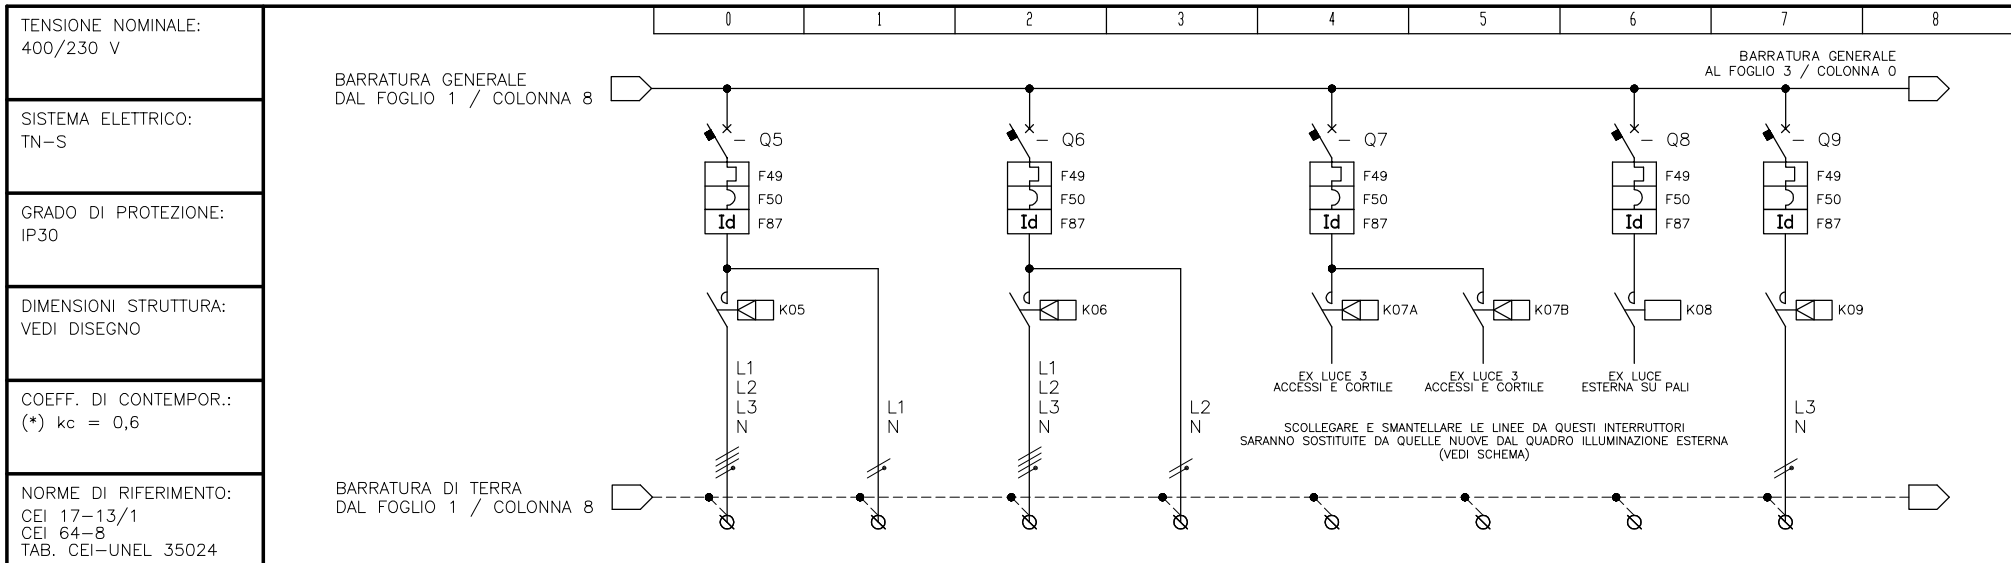 TENSIONE NOMINALE:
400/230 V
SISTEMA ELETTRICO:
TN-S
GRADO DI PROTEZIONE:
IP30
DIMENSIONI STRUTTURA:
VEDI DISEGNO
COEFF. DI CONTEMPOR.:
(*) kc = 0,6
NORME DI RIFERIMENTO:
CEI 17-13/1
CEI 64-8
TAB. CEI-UNEL 35024
0 1 2 3 4 5 6 7 8
BARRATURA GENERALE
DAL FOGLIO 1 / COLONNA 8
BARRATURA GENERALE
AL FOGLIO 3 / COLONNA 0
- Q5 - Q6 - Q7 - Q8 - Q9
F49 F49 F49 F49 F49
F50 F50 F50 F50 F50
Id F87 Id F87 Id F87 Id F87 Id F87
K05 K06 K07A K07B K08 K09
L1
L2
L3
N
L1
N
L1
L2
L3
N
L2
N
EX LUCE 3
ACCESSI E CORTILE
EX LUCE 3
ACCESSI E CORTILE
EX LUCE
ESTERNA SU PALI
L3
N
SCOLLEGARE E SMANTELLARE LE LINEE DA QUESTI INTERRUTTORI
SARANNO SOSTITUITE DA QUELLE NUOVE DAL QUADRO ILLUMINAZIONE ESTERNA
(VEDI SCHEMA)
BARRATURA DI TERRA
DAL FOGLIO 1 / COLONNA 8